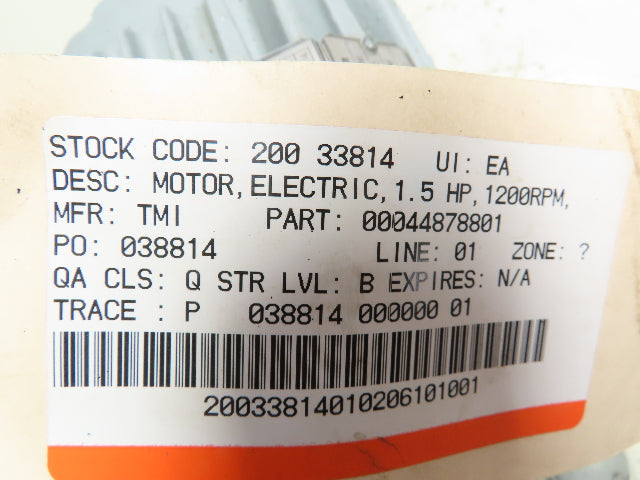 STOCK CODE: 200 33814 UI: EA
DESC: MOTOR, ELECTRIC, 1.5 HP, 1200RPM,
MFR: TMI PART: 00044878801
PO: 038814 LINE: 01 ZONE: ?
QA CLS: Q STR LVL: B EXPIRES: N/A
TRACE : P 038814 000000 01
20033814010206101001